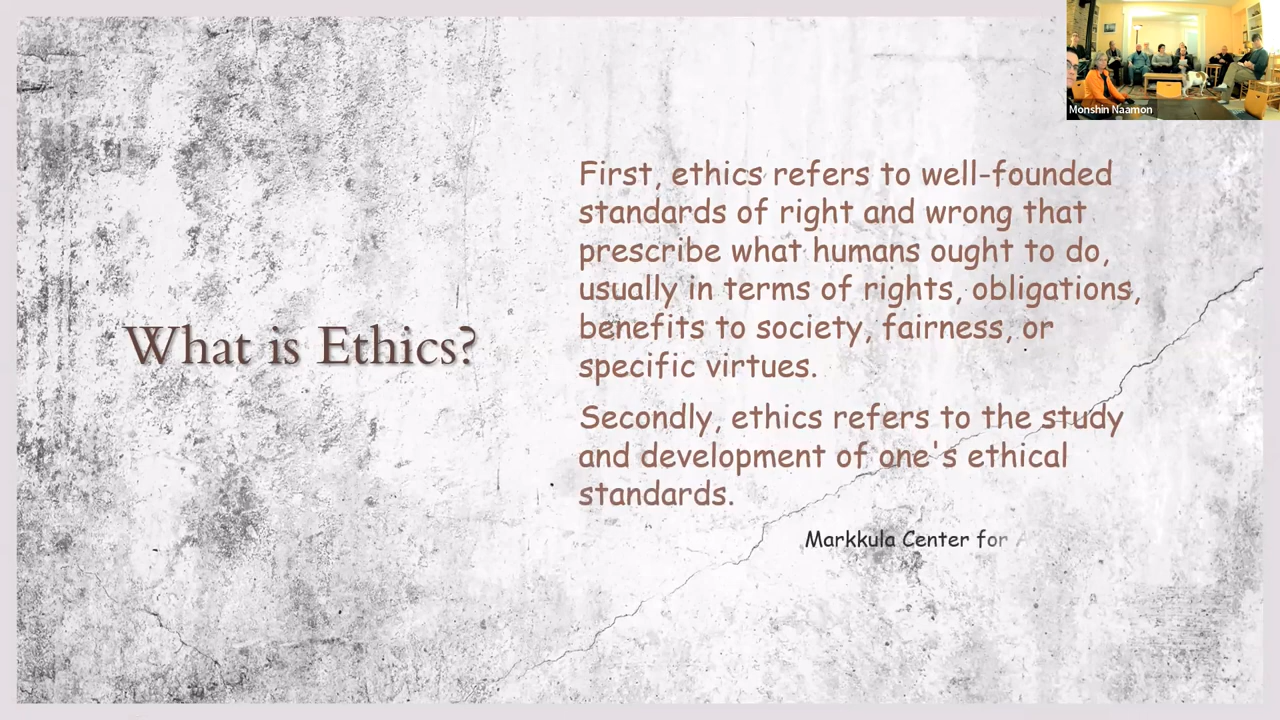 Monshin Naamon
What is Ethics?
First, ethics refers to well-founded
standards of right and wrong that
prescribe what humans ought to do,
usually in terms of rights, obligations,
benefits to society, fairness, or
specific virtues.
Secondly, ethics refers to the study
and development of one's ethical
standards.
Markkula Center for A